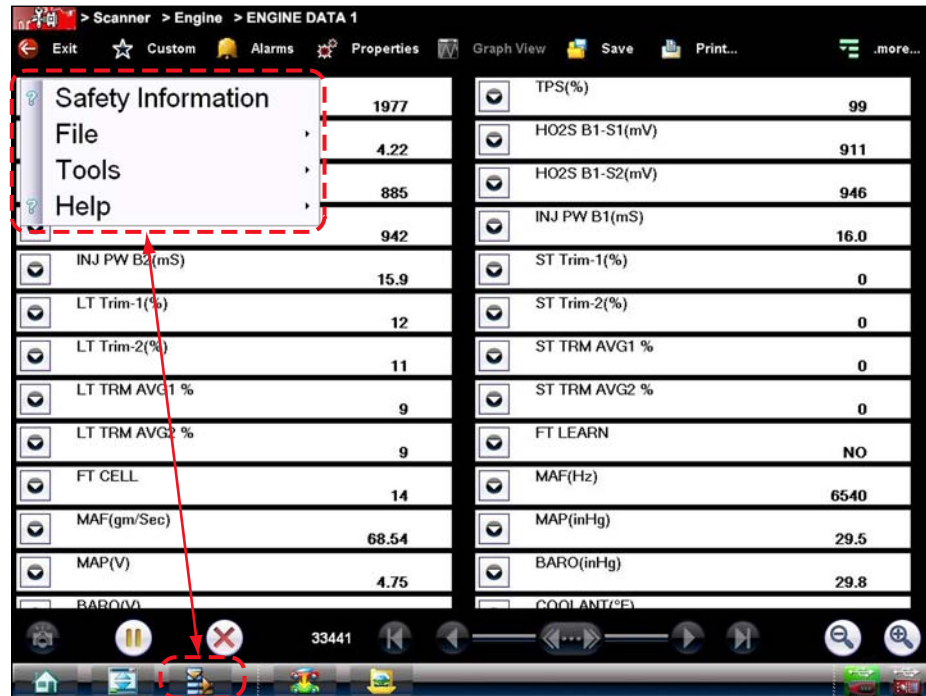 > Scanner > Engine > ENGINE DATA 1
Exit Custom Alarms Properties Graph View Save Print... .more...
Safety Information
File
Tools
Help
1977
TPS(%)
99
4.22
HO2S B1-S1(mV)
911
885
HO2S B1-S2(mV)
946
942
INJ PW B1(mS)
16.0
INJ PW B2(mS)
15.9
ST Trim-1(%)
0
LT Trim-1(%)
12
ST Trim-2(%)
0
LT Trim-2(%)
11
ST TRM AVG1 %
0
LT TRM AVG1 %
9
ST TRM AVG2 %
0
LT TRM AVG2 %
9
FT LEARN
NO
FT CELL
14
MAF(Hz)
6540
MAF(gm/Sec)
68.54
MAP(inHg)
29.5
MAP(V)
4.75
BARO(inHg)
29.8
BARO(V)
COOLANT(°F)
33441